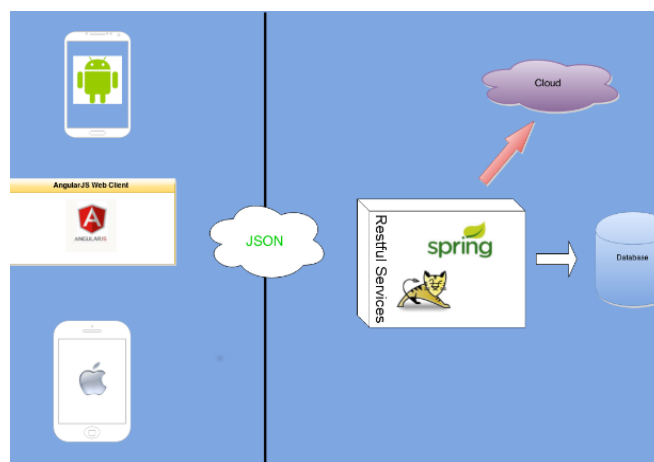 Cloud
AngularJS Web Client
ANGULARJS
JSON
Restful Services
spring
Database